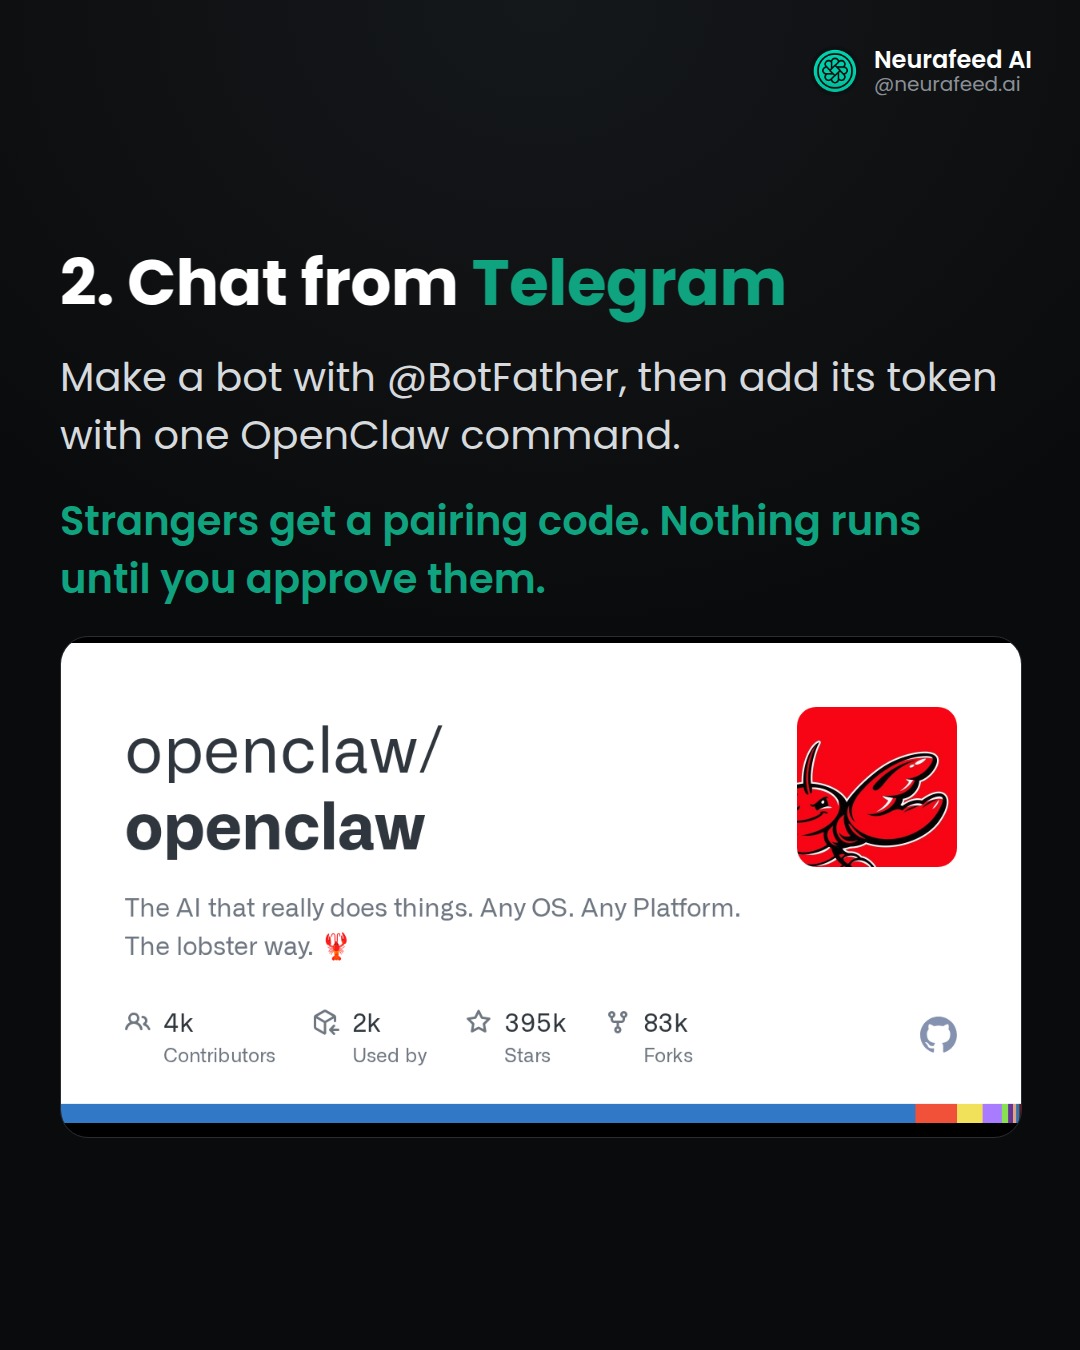 Neurafeed AI
@neurafeed.ai
2. Chat from Telegram
Make a bot with @BotFather, then add its token
with one OpenClaw command.
Strangers get a pairing code. Nothing runs
until you approve them.
openclaw/
openclaw
The AI that really does things. Any OS. Any Platform.
The lobster way. 🦞
4k
Contributors
2k
Used by
395k
Stars
83k
Forks